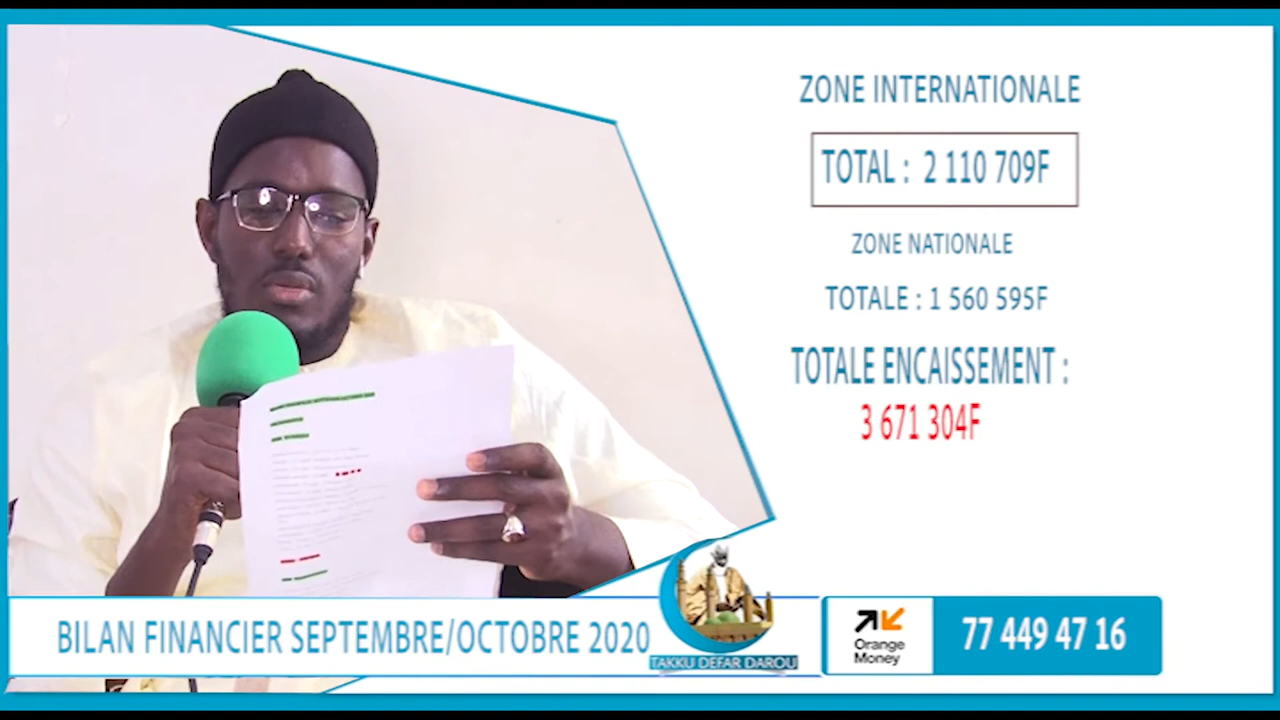 ZONE INTERNATIONALE
TOTAL : 2 110 709F
ZONE NATIONALE
TOTALE : 1 560 595F
TOTALE ENCAISSEMENT :
3 671 304F
BILAN FINANCIER SEPTEMBRE/OCTOBRE 2020
TAKKU DEFAR DAROU
Orange
Money
77 449 47 16